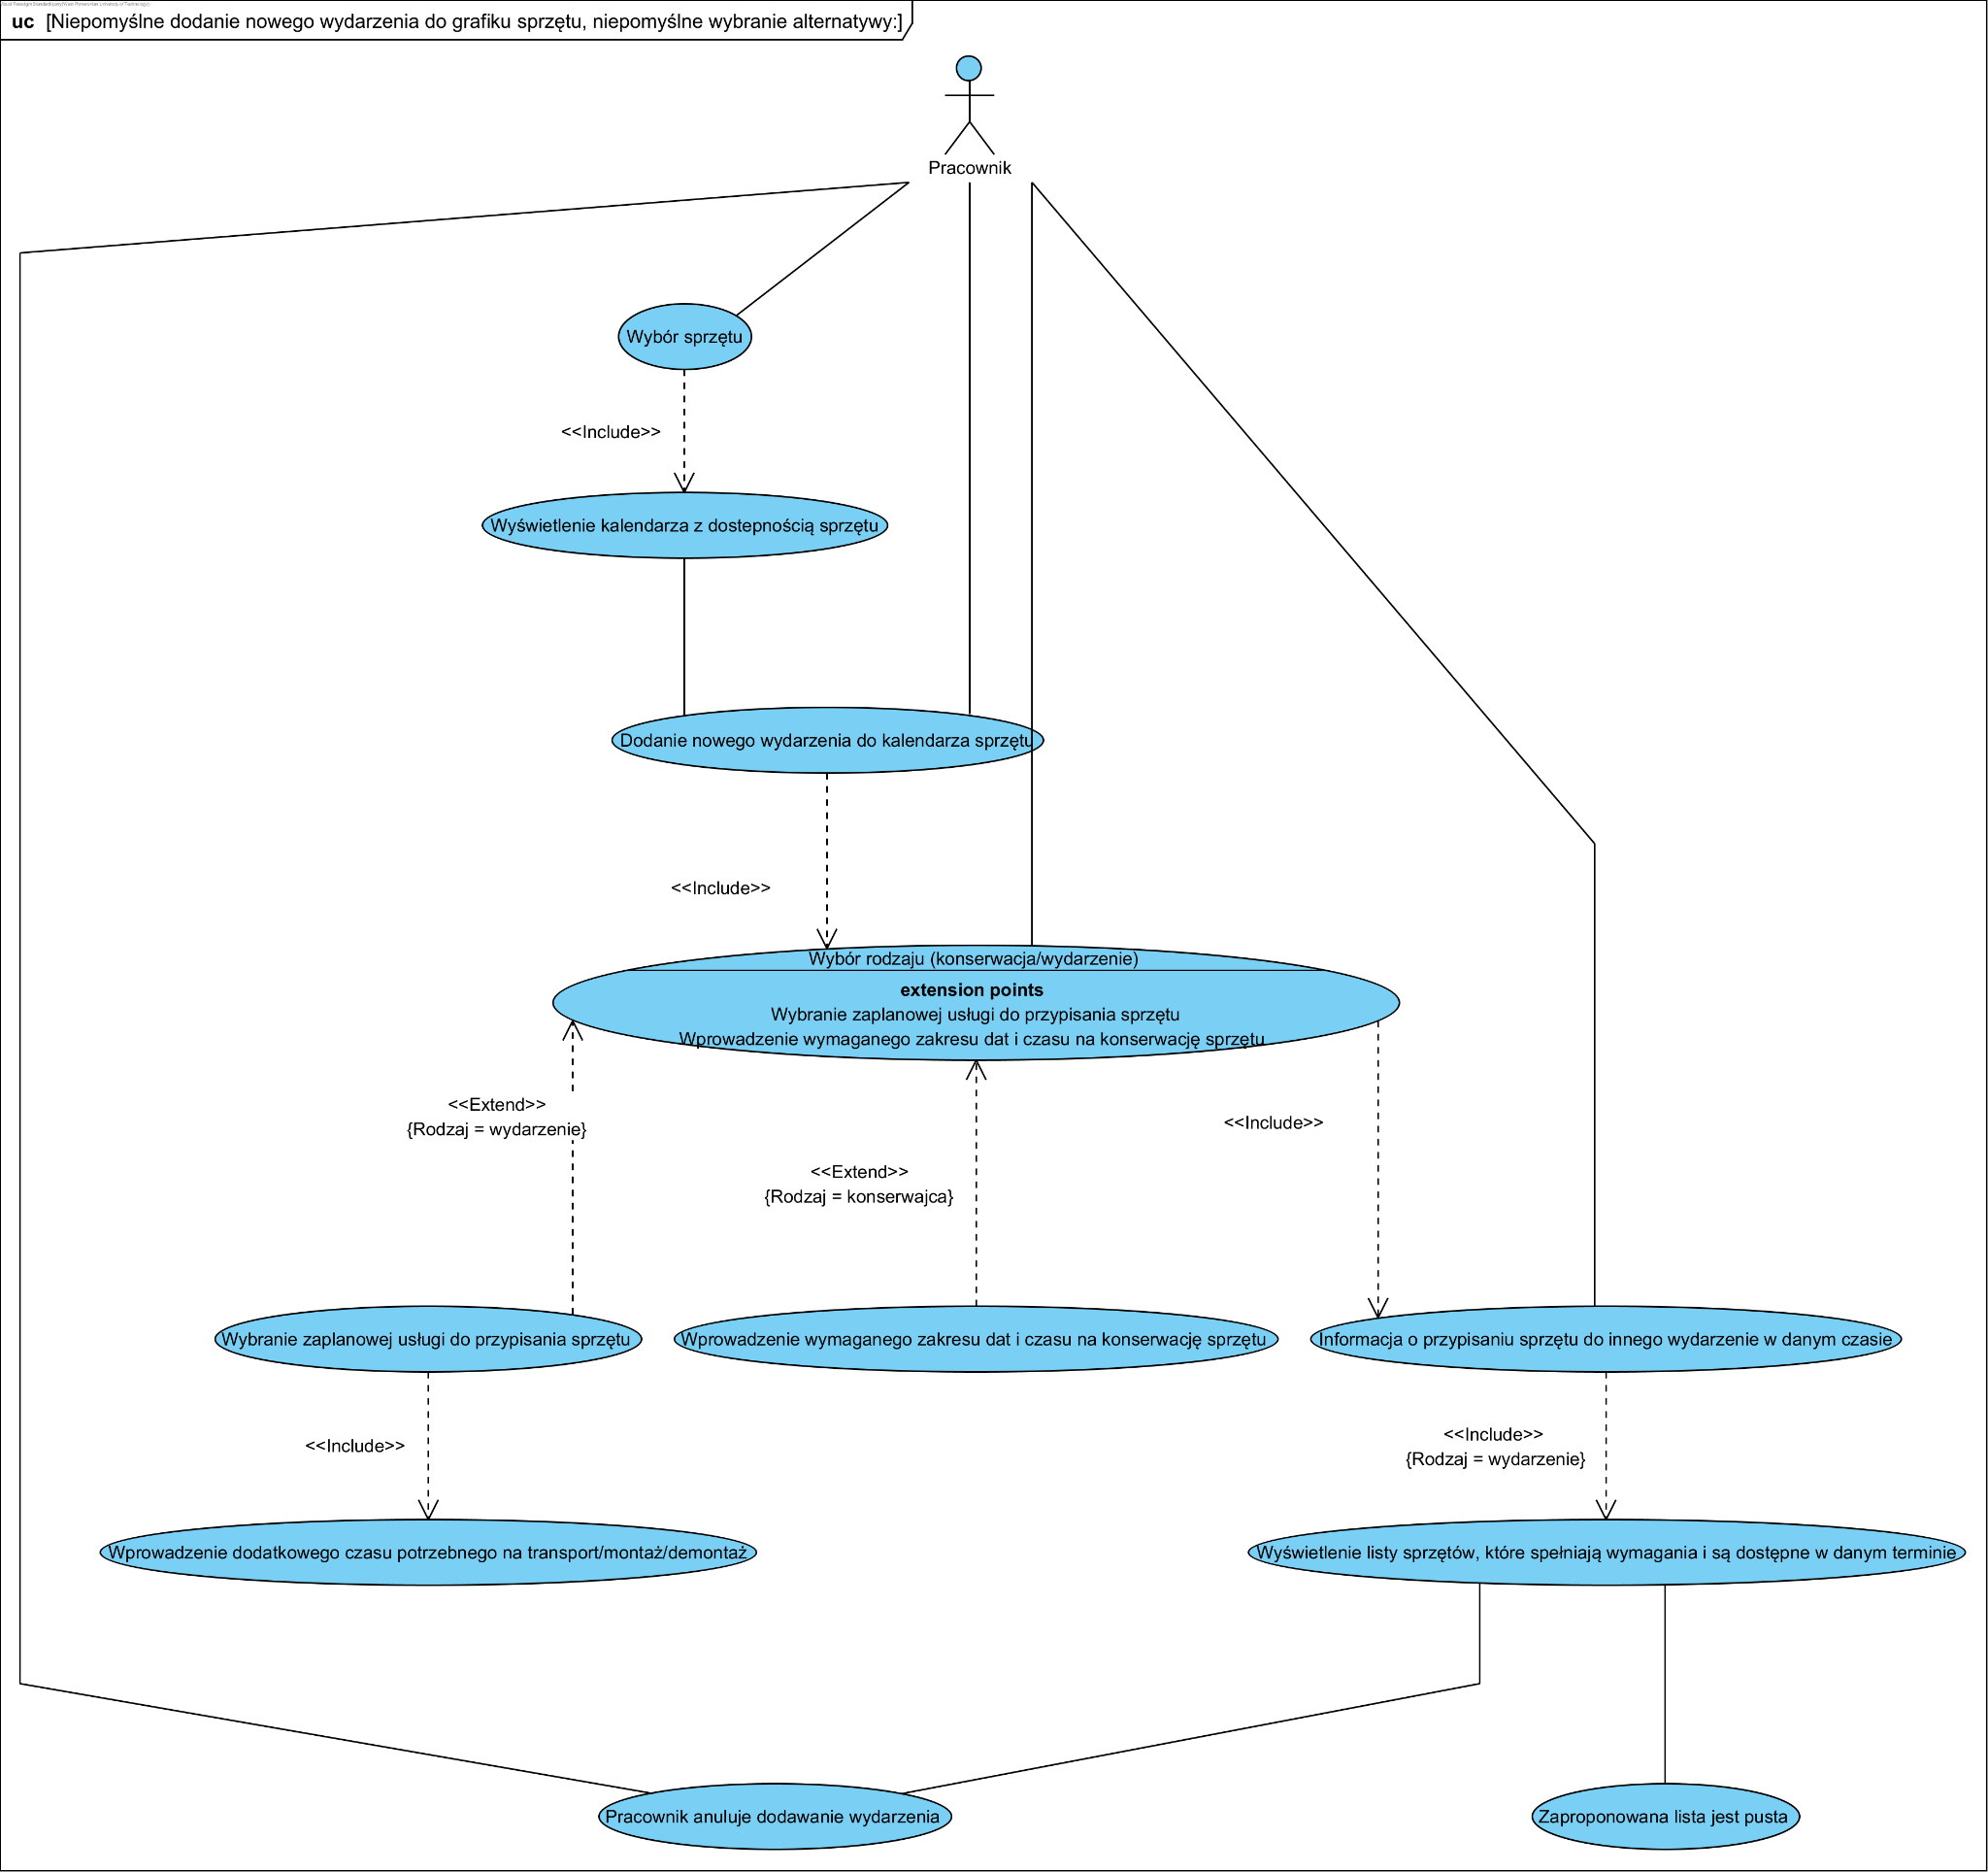 Visual Paradigm Standard(
uc [Niepomyślne dodanie nowego wydarzenia do grafiku sprzętu, niepomyślne wybranie alternatywy:]
Pracownik
Wybór sprzętu
<<Include>>
Wyświetlenie kalendarza z dostepnością sprzętu
Dodanie nowego wydarzenia do kalendarza sprzętu
<<Include>>
Wybór rodzaju (konserwacja/wydarzenie)
extension points
Wybranie zaplanowej usługi do przypisania sprzętu
Wprowadzenie wymaganego zakresu dat i czasu na konserwację sprzętu
<<Extend>>
{Rodzaj = wydarzenie}
<<Include>>
<<Extend>>
{Rodzaj = konserwajca}
Wybranie zaplanowej usługi do przypisania sprzętu
Wprowadzenie wymaganego zakresu dat i czasu na konserwację sprzętu
Informacja o przypisaniu sprzętu do innego wydarzenie w danym czasie
<<Include>>
<<Include>>
{Rodzaj = wydarzenie}
Wprowadzenie dodatkowego czasu potrzebnego na transport/montaż/demontaż
Wyświetlenie listy sprzętów, które spełniają wymagania i są dostępne w danym terminie
Pracownik anuluje dodawanie wydarzenia
Zaproponowana lista jest pusta